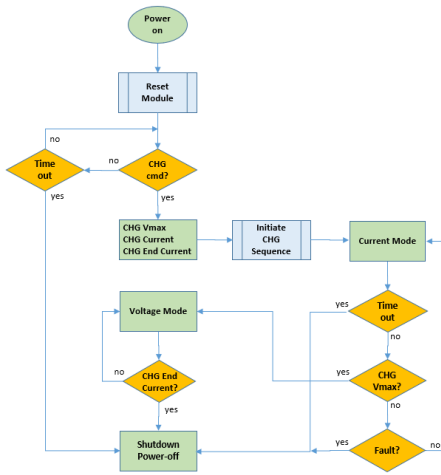 Power
on
Reset
Module
no
Time
out
no
CHG
cmd?
yes
yes
CHG Vmax
CHG Current
CHG End Current
Initiate
CHG
Sequence
Current Mode
yes
Time
out
no
Voltage Mode
yes
CHG
Vmax?
no
no
CHG End
Current?
yes
Shutdown
Power-off
yes
Fault?
no